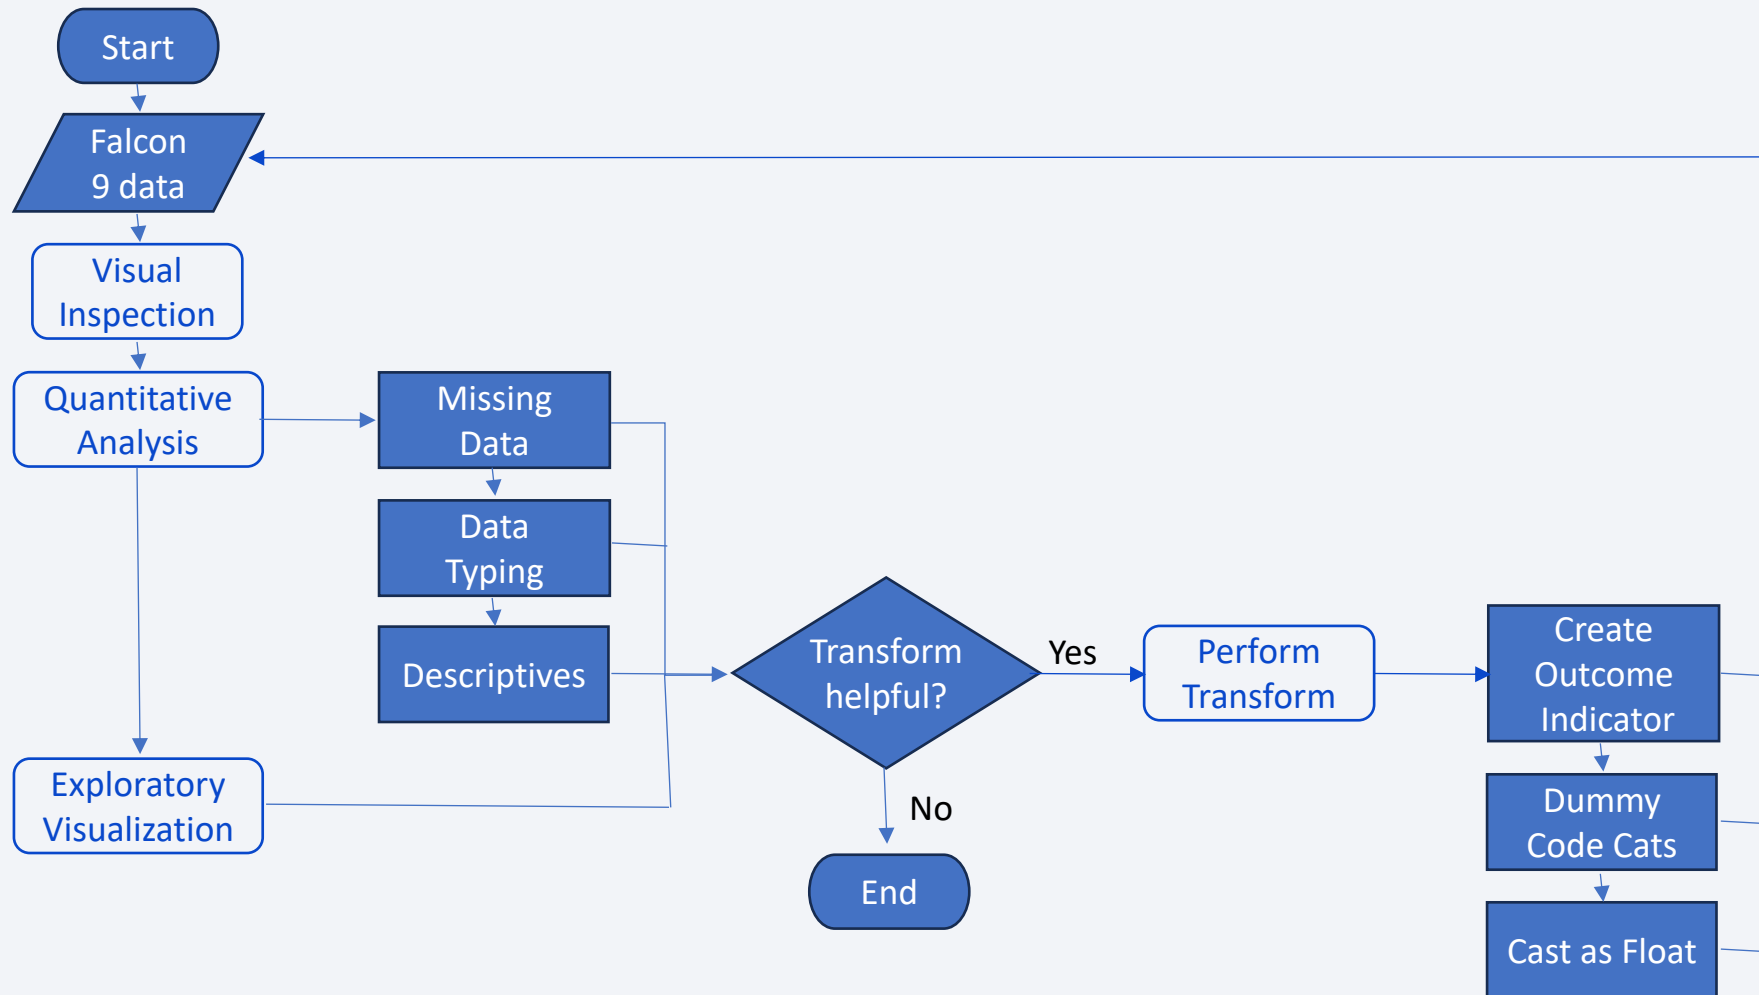 Start
Falcon
9 data
Visual
Inspection
Quantitative
Analysis
Missing
Data
Data
Typing
Descriptives
Exploratory
Visualization
Transform
helpful?
Yes
No
End
Perform
Transform
Create
Outcome
Indicator
Dummy
Code Cats
Cast as Float